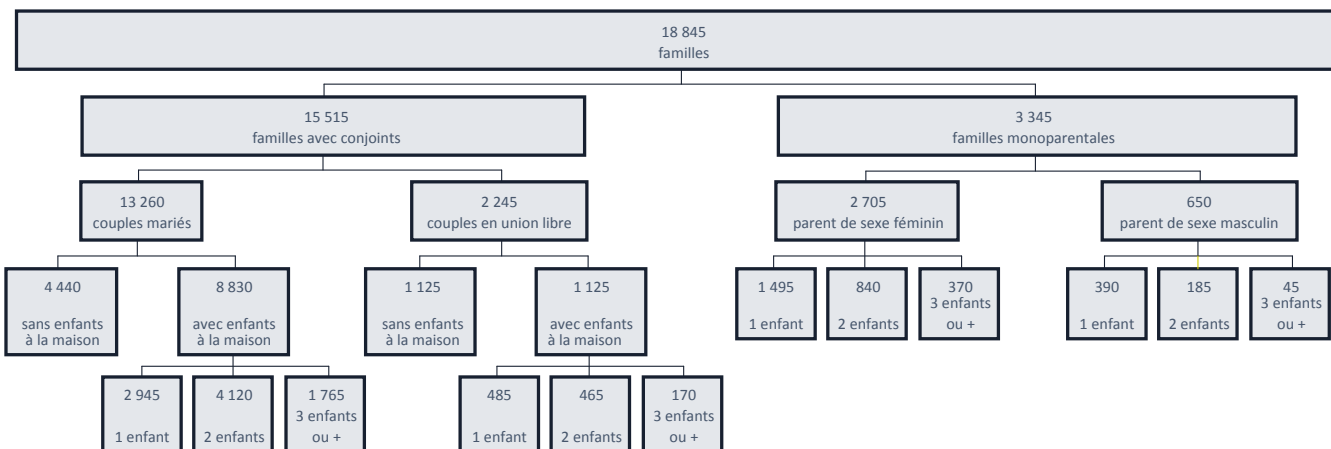 18 845
familles
15 515
familles avec conjoints
3 345
familles monoparentales
13 260
couples mariés
2 245
couples en union libre
2 705
parent de sexe féminin
650
parent de sexe masculin
4 440
sans enfants
à la maison
8 830
avec enfants
à la maison
1 125
sans enfants
à la maison
1 125
avec enfants
à la maison
1 495
1 enfant
840
2 enfants
370
3 enfants
ou +
390
1 enfant
185
2 enfants
45
3 enfants
ou +
2 945
1 enfant
4 120
2 enfants
1 765
3 enfants
ou +
485
1 enfant
465
2 enfants
170
3 enfants
ou +